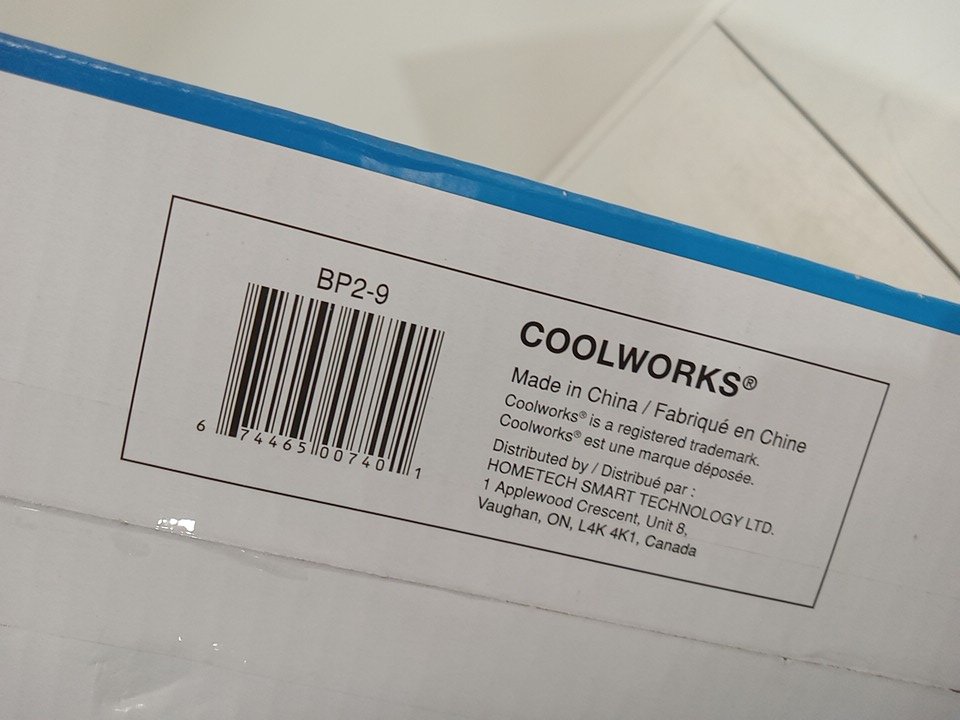 BP2-9
6 74465 00740 1
COOLWORKS®
Made in China / Fabriqué en Chine
Coolworks® is a registered trademark.
Coolworks® est une marque déposée.
Distributed by / Distribué par :
HOMETECH SMART TECHNOLOGY LTD.
1 Applewood Crescent, Unit 8,
Vaughan, ON, L4K 4K1, Canada